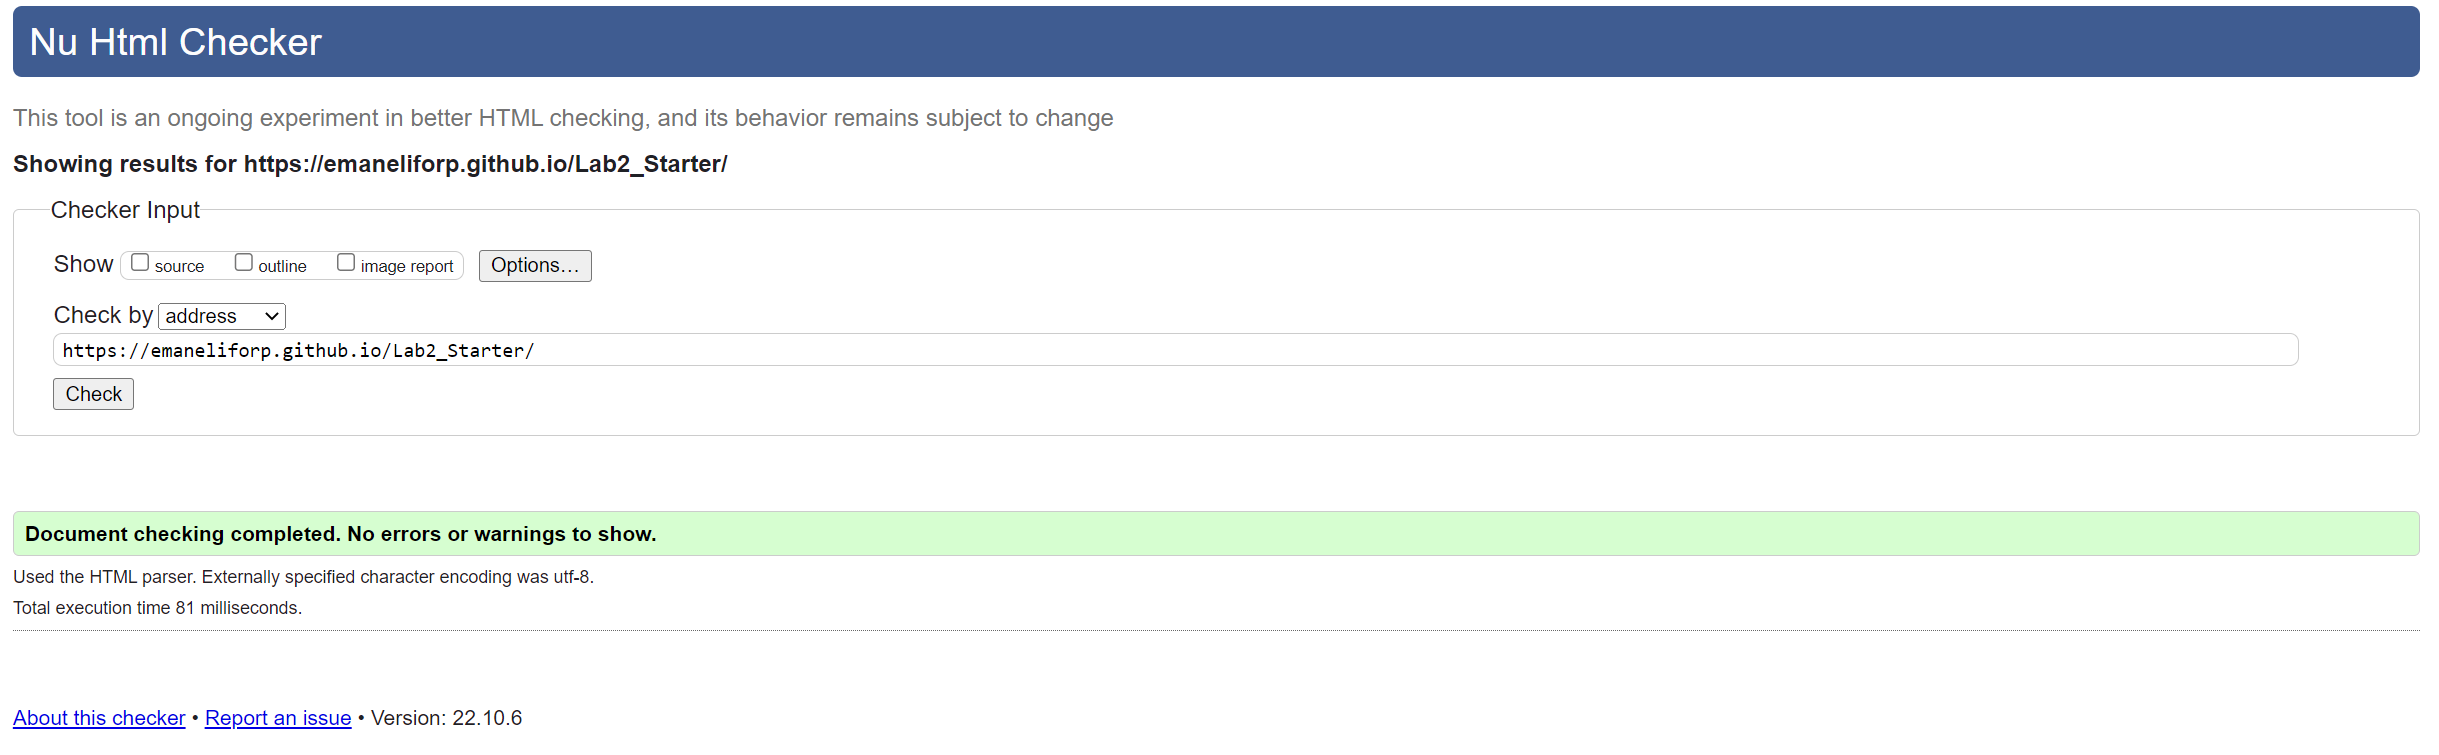 Nu Html Checker
This tool is an ongoing experiment in better HTML checking, and its behavior remains subject to change
Showing results for https://emaneliforp.github.io/Lab2_Starter/
Checker Input
Show source outline image report Options...
Check by address
https://emaneliforp.github.io/Lab2_Starter/
Check
Document checking completed. No errors or warnings to show.
Used the HTML parser. Externally specified character encoding was utf-8.
Total execution time 81 milliseconds.
About this checker • Report an issue • Version: 22.10.6